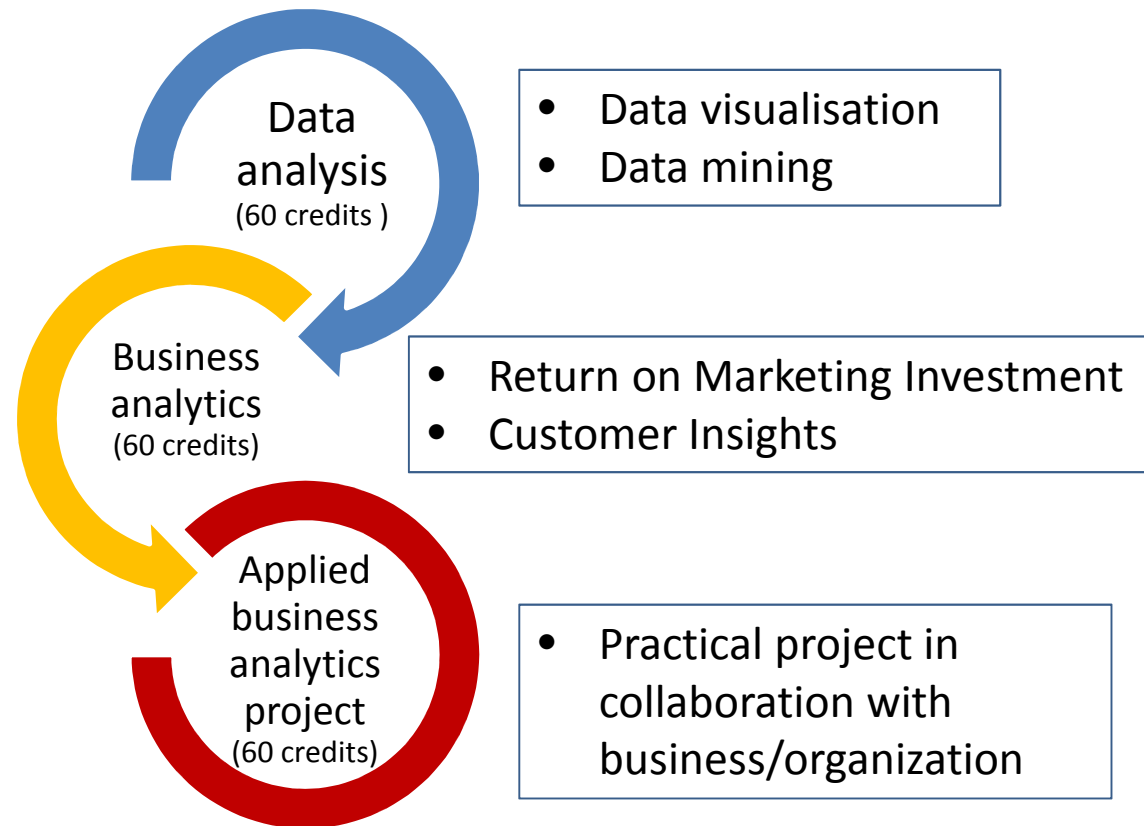 Data
analysis
(60 credits )
• Data visualisation
• Data mining
Business
analytics
(60 credits)
• Return on Marketing Investment
• Customer Insights
Applied
business
analytics
project
(60 credits)
• Practical project in
collaboration with
business/organization